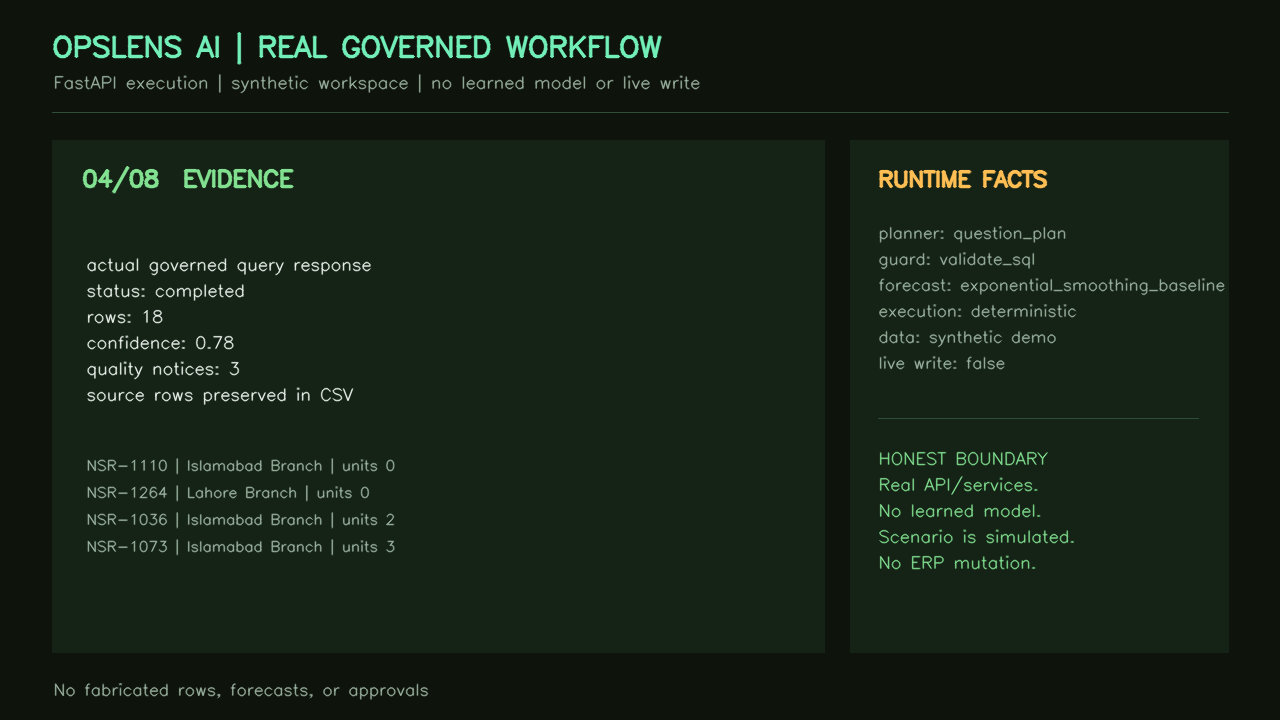 OPSLENS AI | REAL GOVERNED WORKFLOW
FastAPI execution | synthetic workspace | no learned model or live write
04/08 EVIDENCE
actual governed query response
status: completed
rows: 18
confidence: 0.78
quality notices: 3
source rows preserved in CSV
NSR-1110 | Islamabad Branch | units 0
NSR-1264 | Lahore Branch | units 0
NSR-1036 | Islamabad Branch | units 2
NSR-1073 | Islamabad Branch | units 3
RUNTIME FACTS
planner: question_plan
guard: validate_sql
forecast: exponential_smoothing_baseline
execution: deterministic
data: synthetic demo
live write: false
HONEST BOUNDARY
Real API/services.
No learned model.
Scenario is simulated.
No ERP mutation.
No fabricated rows, forecasts, or approvals